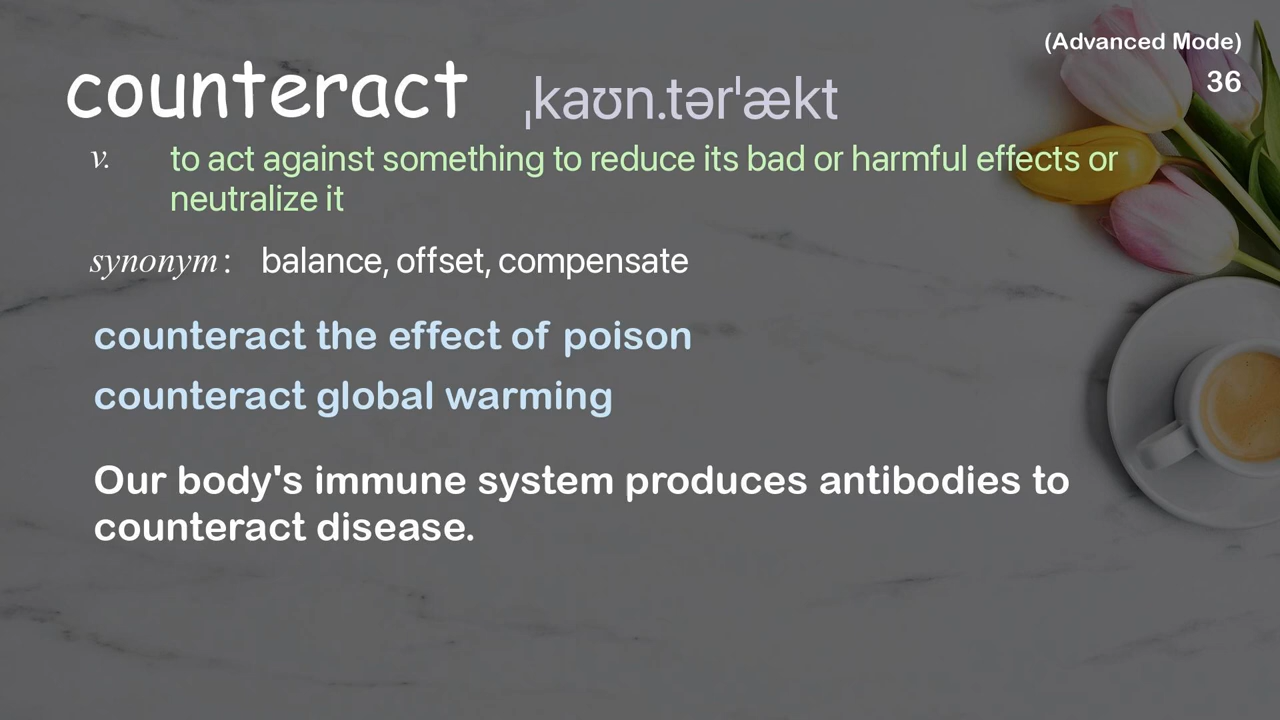 (Advanced Mode)
36
counteract ˌkaʊn.tərˈækt
v. to act against something to reduce its bad or harmful effects or
neutralize it
synonym: balance, offset, compensate
counteract the effect of poison
counteract global warming
Our body's immune system produces antibodies to
counteract disease.